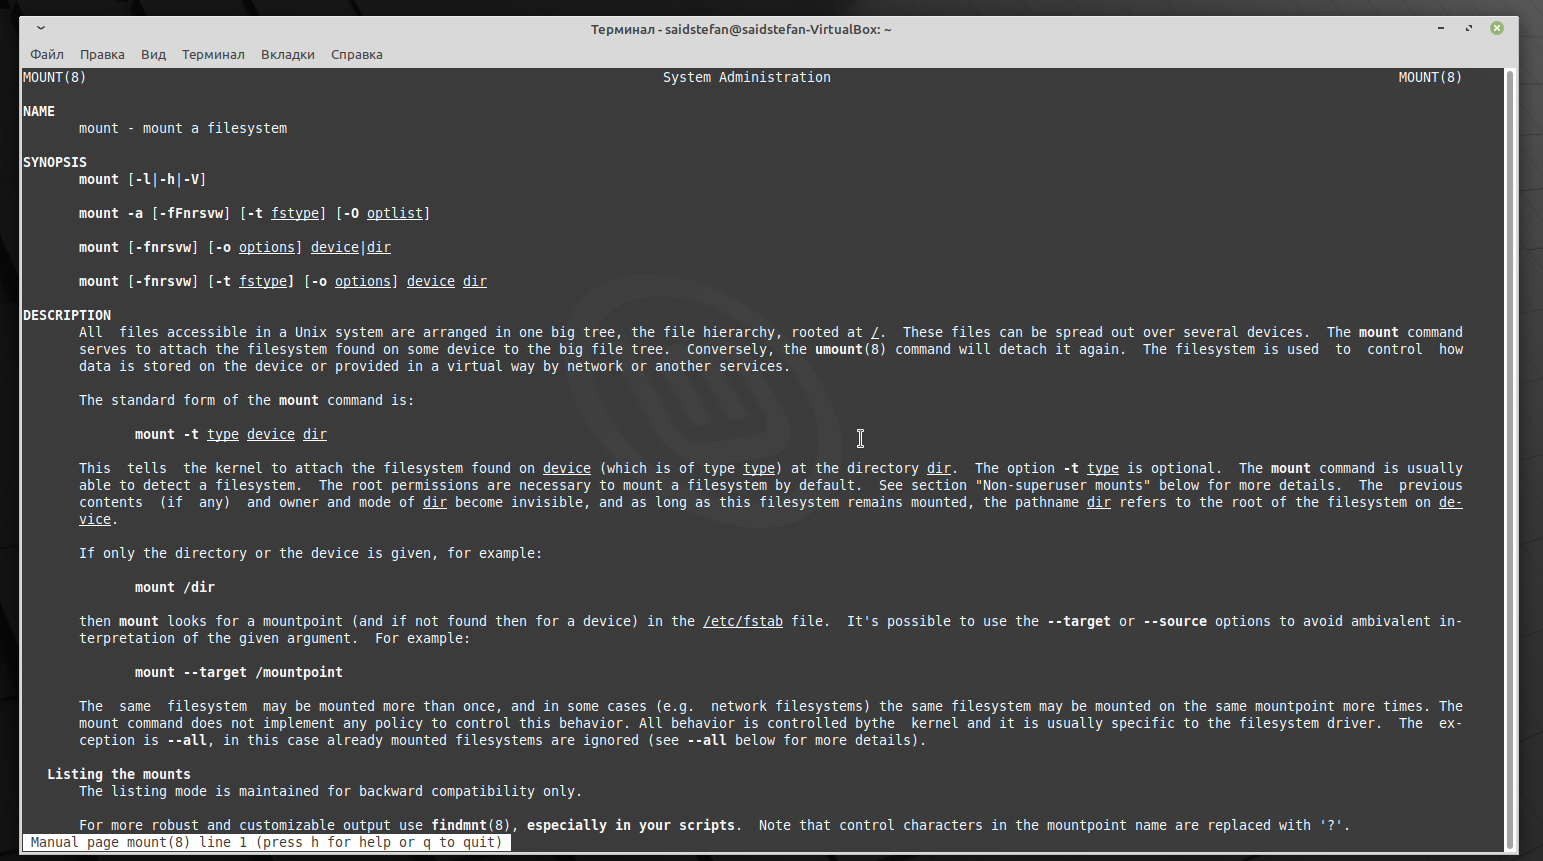 Терминал - saidstefan@saidstefan-VirtualBox: ~
Файл Правка Вид Терминал Вкладки Справка
MOUNT(8) System Administration MOUNT(8)
NAME
mount - mount a filesystem
SYNOPSIS
mount [-l|-h|-V]
mount -a [-fFnrsvw] [-t fstype] [-O optlist]
mount [-fnrsvw] [-o options] device|dir
mount [-fnrsvw] [-t fstype] [-o options] device dir
DESCRIPTION
All files accessible in a Unix system are arranged in one big tree, the file hierarchy, rooted at /. These files can be spread out over several devices. The mount command
serves to attach the filesystem found on some device to the big file tree. Conversely, the umount(8) command will detach it again. The filesystem is used to control how
data is stored on the device or provided in a virtual way by network or another services.
The standard form of the mount command is:
mount -t type device dir
This tells the kernel to attach the filesystem found on device (which is of type type) at the directory dir. The option -t type is optional. The mount command is usually
able to detect a filesystem. The root permissions are necessary to mount a filesystem by default. See section "Non-superuser mounts" below for more details. The previous
contents (if any) and owner and mode of dir become invisible, and as long as this filesystem remains mounted, the pathname dir refers to the root of the filesystem on de-
vice.
If only the directory or the device is given, for example:
mount /dir
then mount looks for a mountpoint (and if not found then for a device) in the /etc/fstab file. It's possible to use the --target or --source options to avoid ambivalent in-
terpretation of the given argument. For example:
mount --target /mountpoint
The same filesystem may be mounted more than once, and in some cases (e.g. network filesystems) the same filesystem may be mounted on the same mountpoint more times. The
mount command does not implement any policy to control this behavior. All behavior is controlled bythe kernel and it is usually specific to the filesystem driver. The ex-
ception is --all, in this case already mounted filesystems are ignored (see --all below for more details).
Listing the mounts
The listing mode is maintained for backward compatibility only.
For more robust and customizable output use findmnt(8), especially in your scripts. Note that control characters in the mountpoint name are replaced with '?'.
Manual page mount(8) line 1 (press h for help or q to quit)